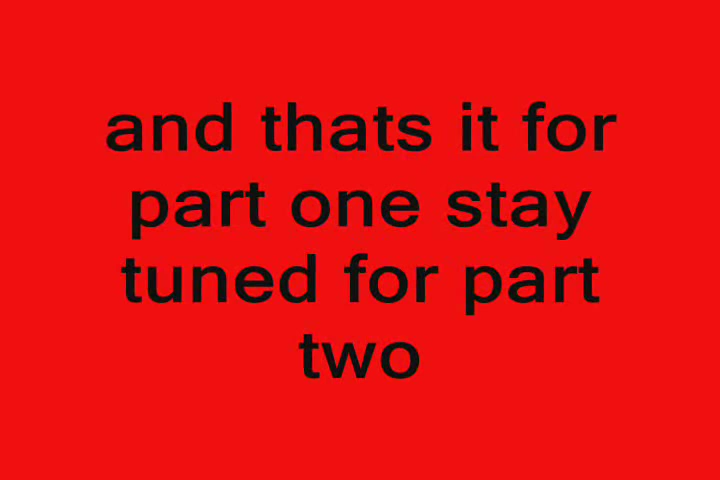 and thats it for
part one stay
tuned for part
two